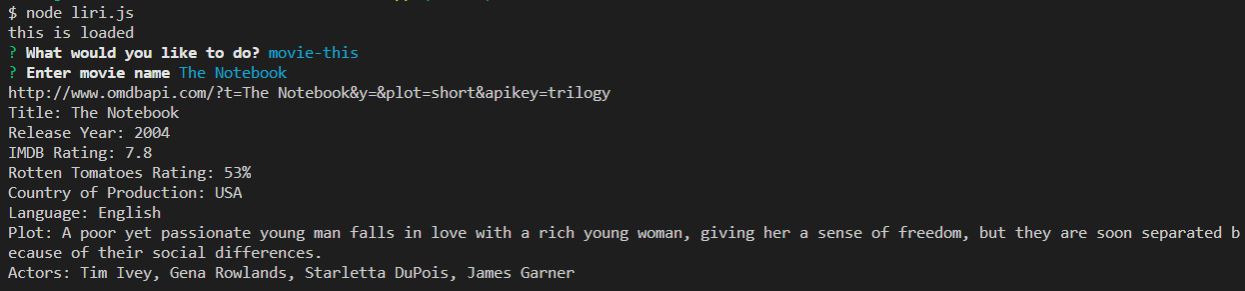 $ node liri.js
this is loaded
? What would you like to do? movie-this
? Enter movie name The Notebook
http://www.omdbapi.com/?t=The Notebook&y=&plot=short&apikey=trilogy
Title: The Notebook
Release Year: 2004
IMDB Rating: 7.8
Rotten Tomatoes Rating: 53%
Country of Production: USA
Language: English
Plot: A poor yet passionate young man falls in love with a rich young woman, giving her a sense of freedom, but they are soon separated b
ecause of their social differences.
Actors: Tim Ivey, Gena Rowlands, Starletta DuPois, James Garner